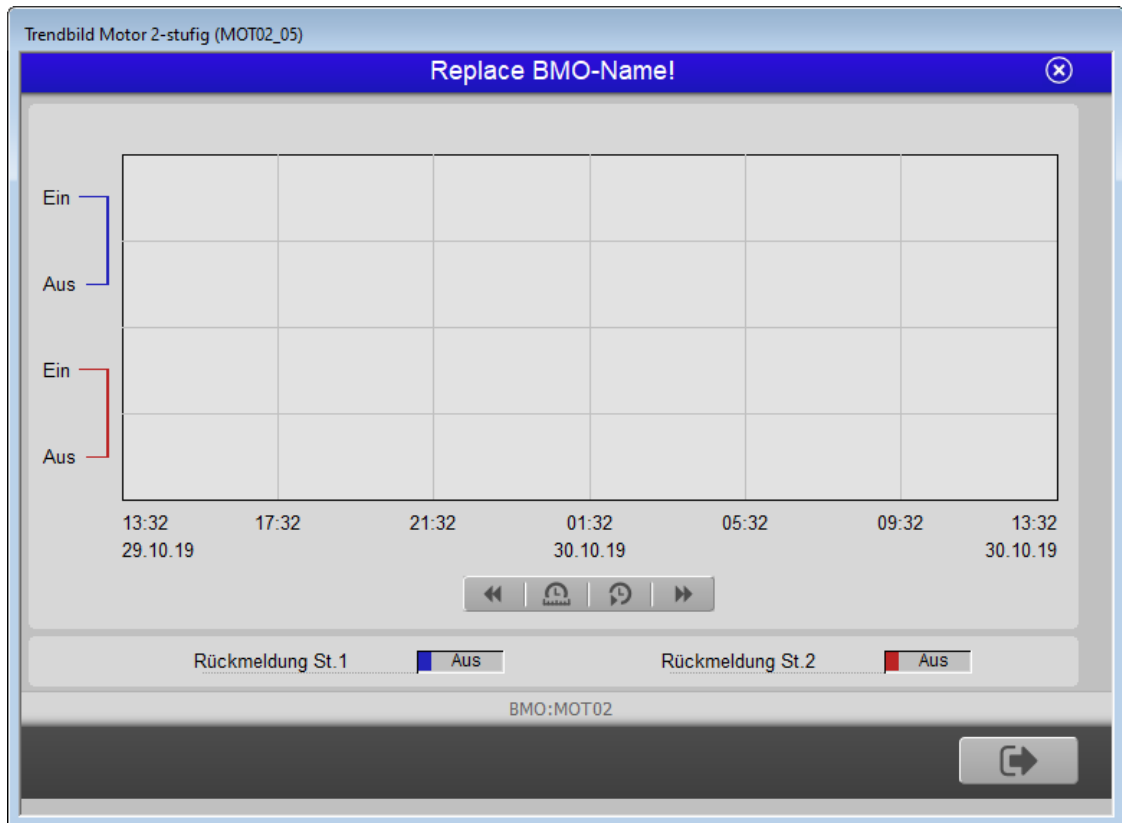 Trendbild Motor 2-stufig (MOT02_05)
Replace BMO-Name!
Ein
Aus
Ein
Aus
13:32 17:32 21:32 01:32 05:32 09:32 13:32
29.10.19 30.10.19 30.10.19
Rückmeldung St.1 Aus Rückmeldung St.2 Aus
BMO:MOT02